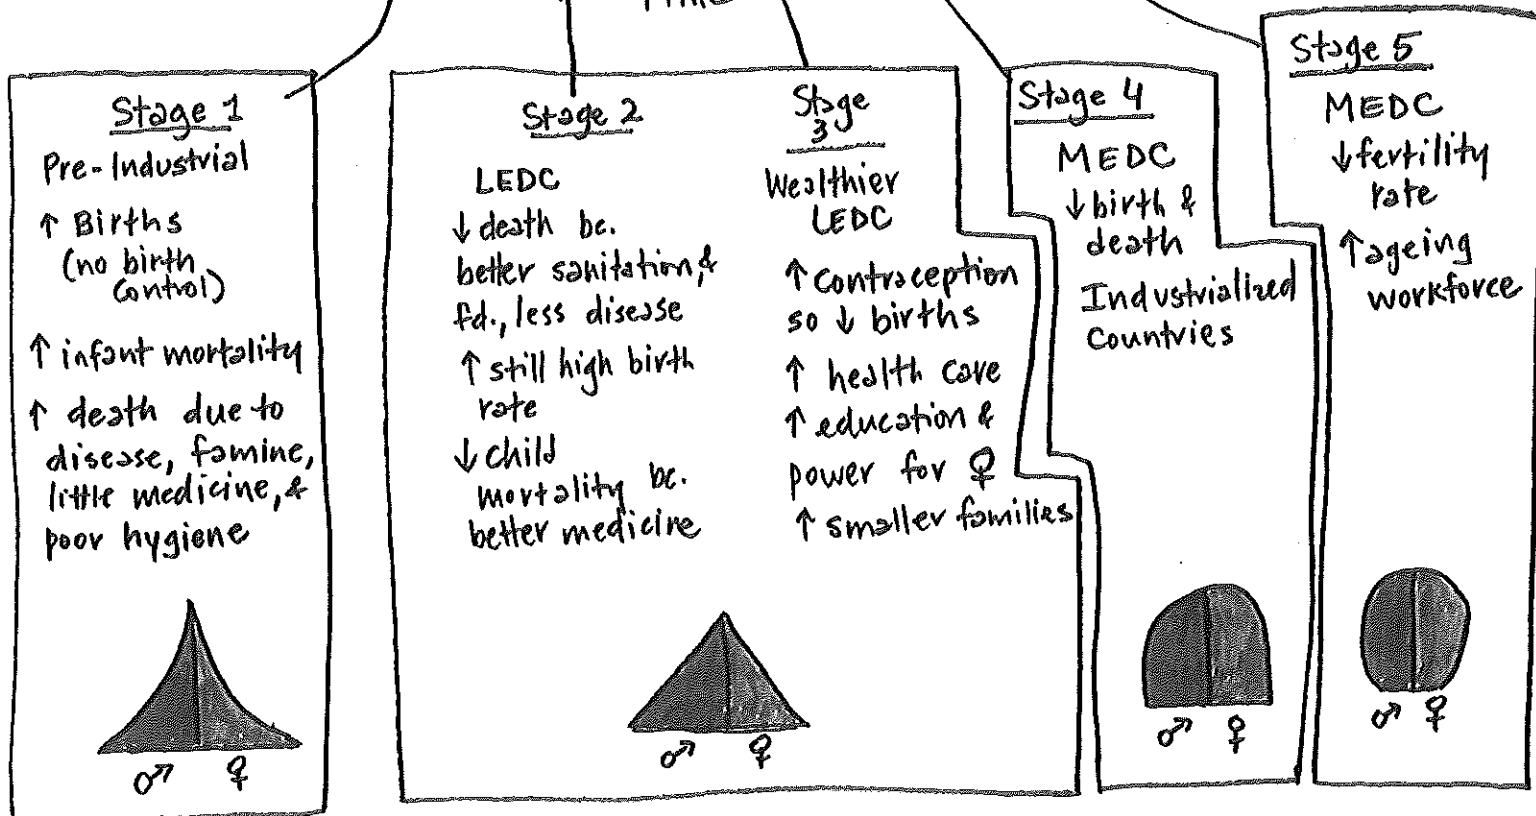 Stage 1
Pre-Industrial
↑ Births
(no birth
control)
↑ infant mortality
↑ death due to
disease, famine,
little medicine, &
poor hygiene
♂ ♀
Stage 2
LEDC
↓ death bc.
better sanitation, &
fd., less disease
↑ still high birth
rate
↓ child
mortality bc.
better medicine
Stage
3
Wealthier
LEDC
↑ contraception
so ↓ births
↑ health care
↑ education &
power for ♀
↑ smaller families
♂ ♀
Stage 4
MEDC
↓ birth &
death
Industrialized
countries
♂ ♀
Stage 5
MEDC
↓ fertility
rate
↑ ageing
workforce
♂ ♀